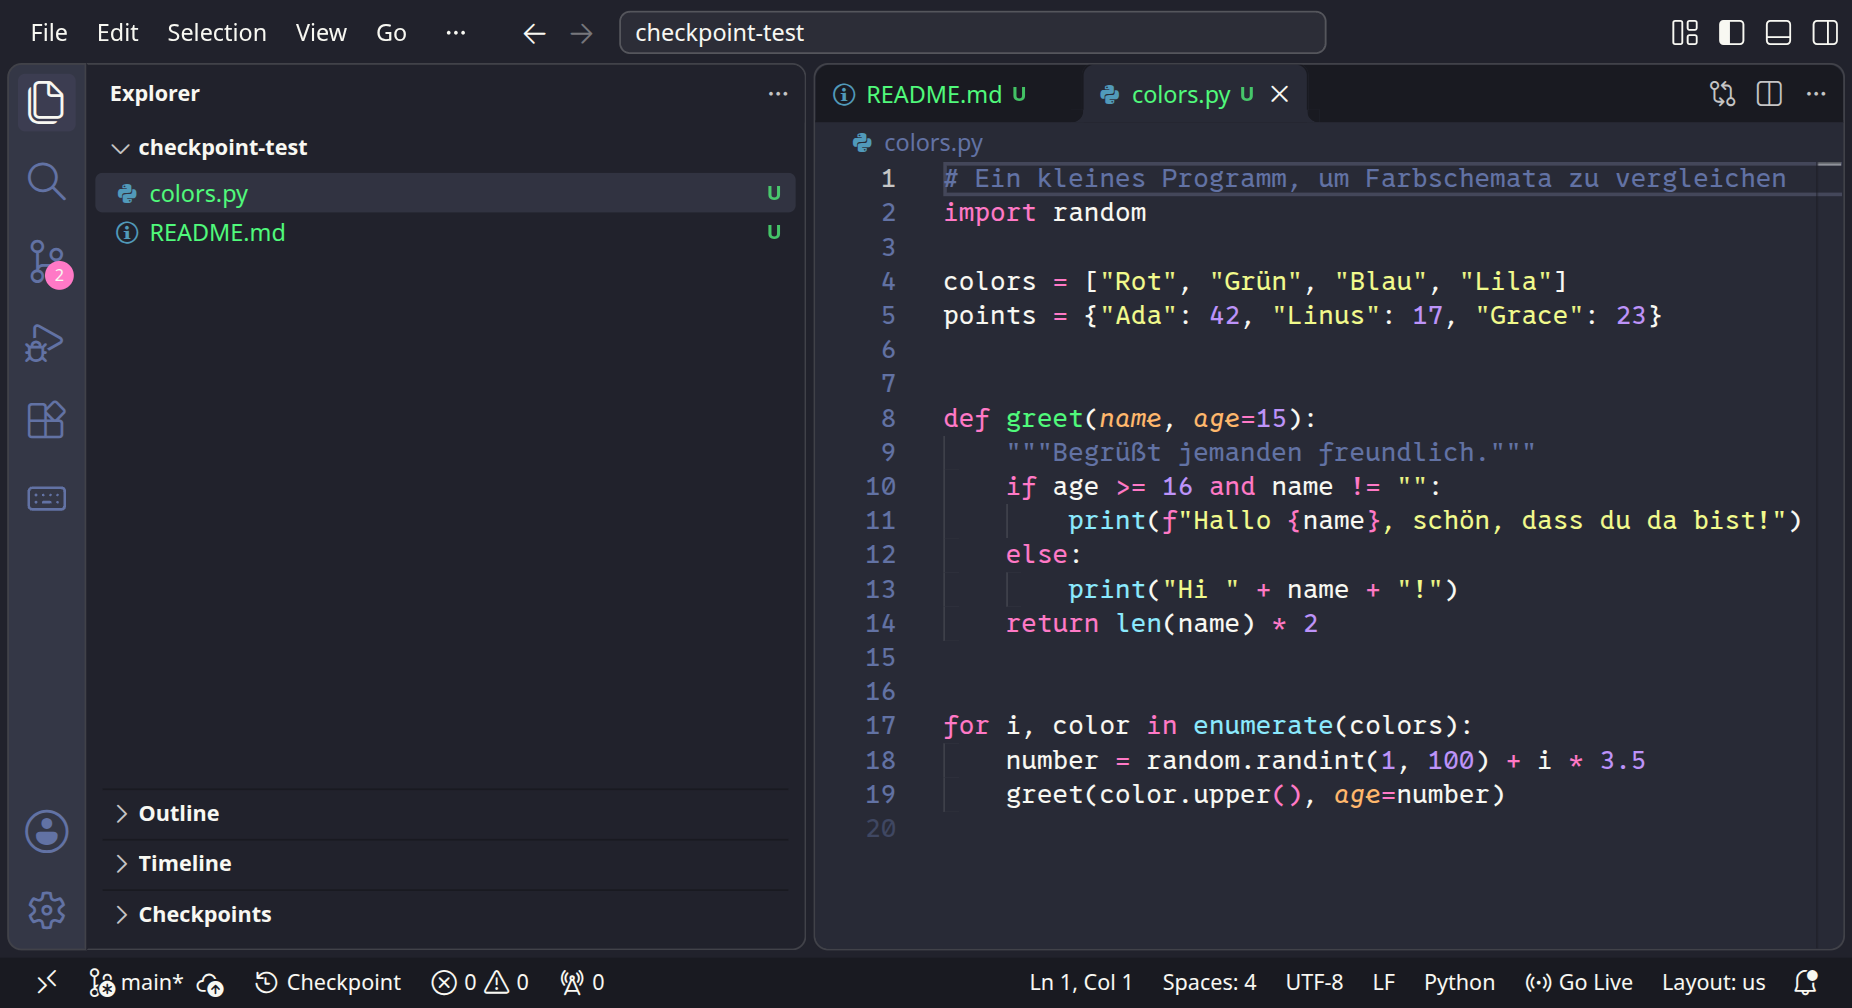 File Edit Selection View Go ··· checkpoint-test
Explorer ···
checkpoint-test
colors.py U
README.md U
2
Outline
Timeline
Checkpoints
README.md U colors.py U ···
colors.py
1 # Ein kleines Programm, um Farbschemata zu vergleichen
2 import random
3
4 colors = ["Rot", "Grün", "Blau", "Lila"]
5 points = {"Ada": 42, "Linus": 17, "Grace": 23}
6
7
8 def greet(name, age=15):
9     """Begrüßt jemanden freundlich."""
10     if age >= 16 and name != "":
11         print(f"Hallo {name}, schön, dass du da bist!")
12     else:
13         print("Hi " + name + "!")
14     return len(name) * 2
15
16
17 for i, color in enumerate(colors):
18     number = random.randint(1, 100) + i * 3.5
19     greet(color.upper(), age=number)
20
main* Checkpoint 0 0 0 Ln 1, Col 1 Spaces: 4 UTF-8 LF Python Go Live Layout: us